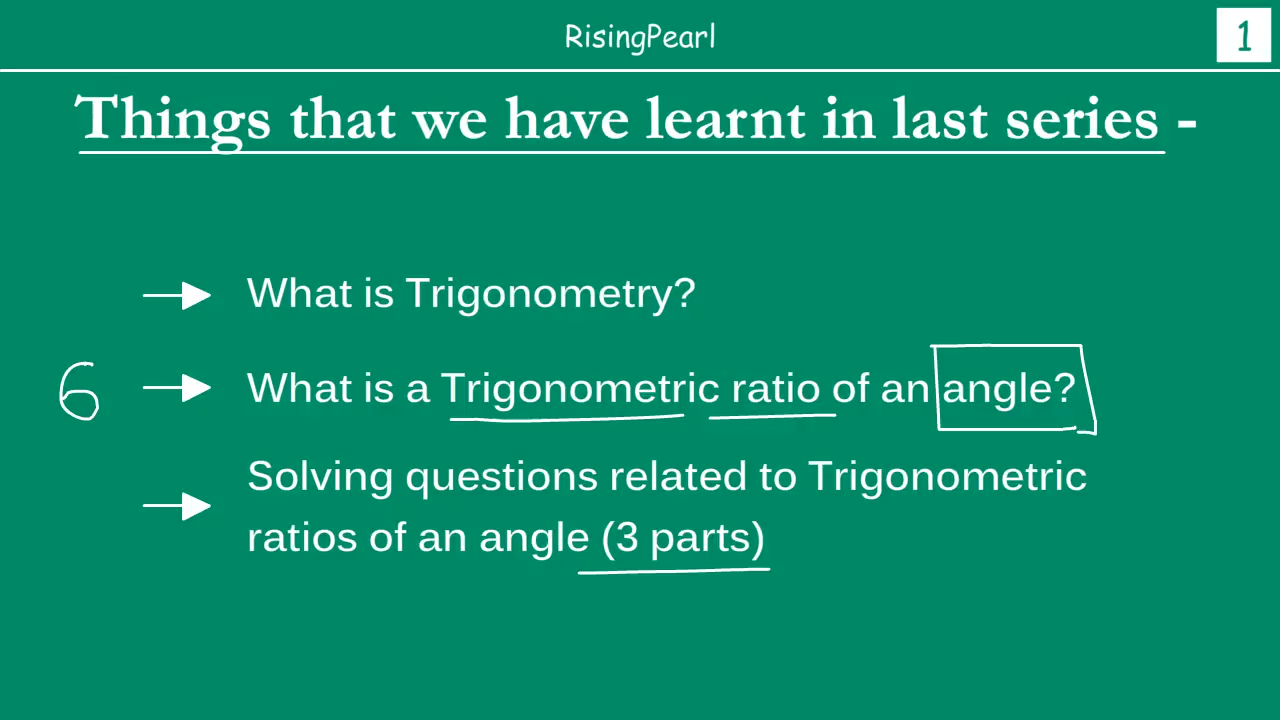 RisingPearl
1
Things that we have learnt in last series -
What is Trigonometry?
6
What is a Trigonometric ratio of an angle?
Solving questions related to Trigonometric
ratios of an angle (3 parts)